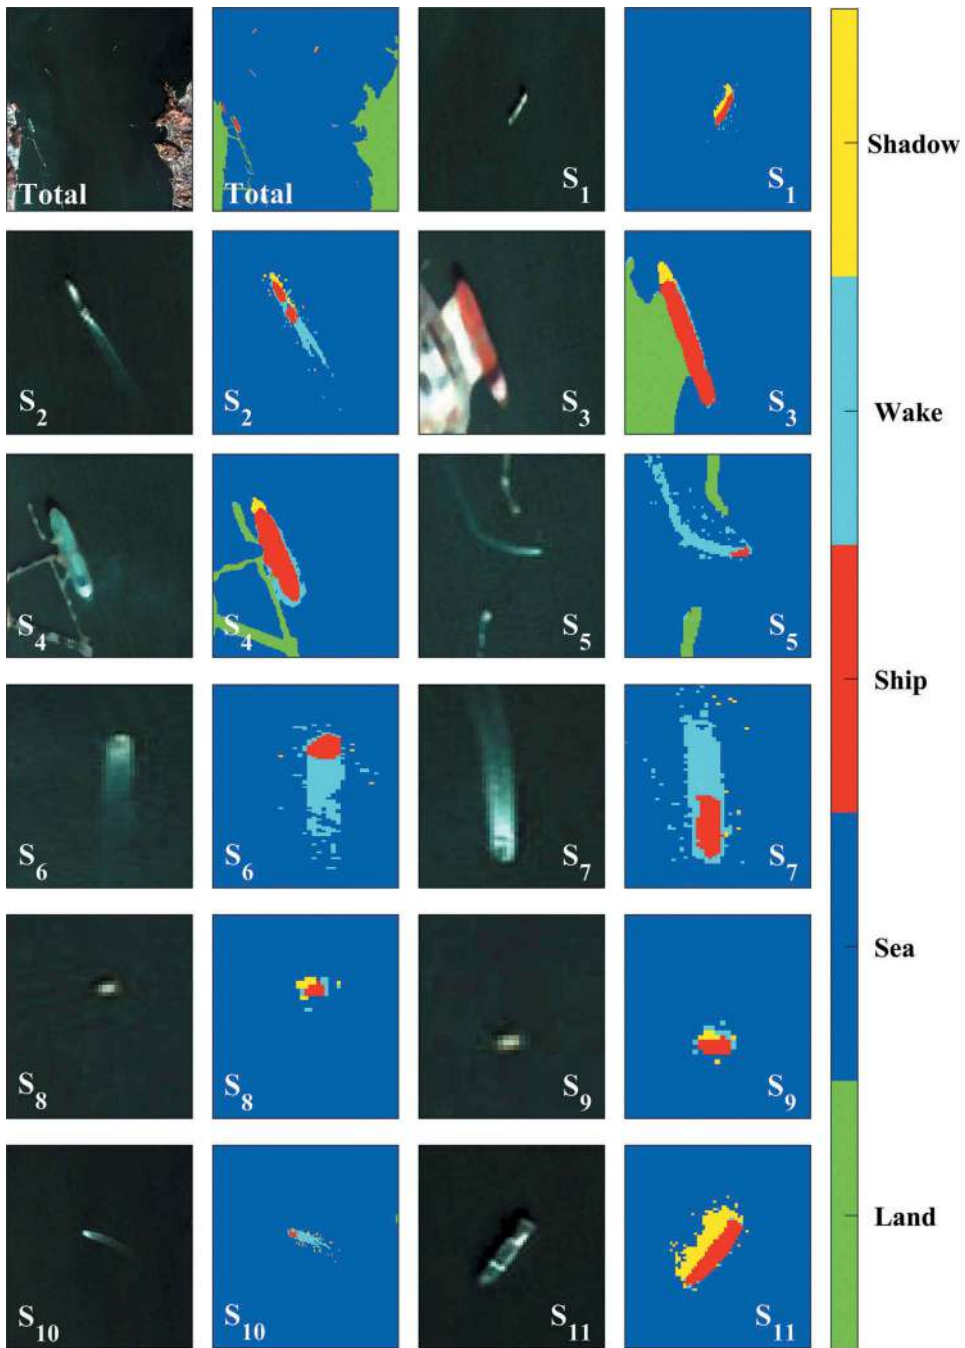 Total Total S₁ S₁
Shadow
S₂ S₂ S₃ S₃
Wake
S₄ S₄ S₅ S₅
Ship
S₆ S₆ S₇ S₇
Sea
S₈ S₈ S₉ S₉
Land
S₁₀ S₁₀ S₁₁ S₁₁